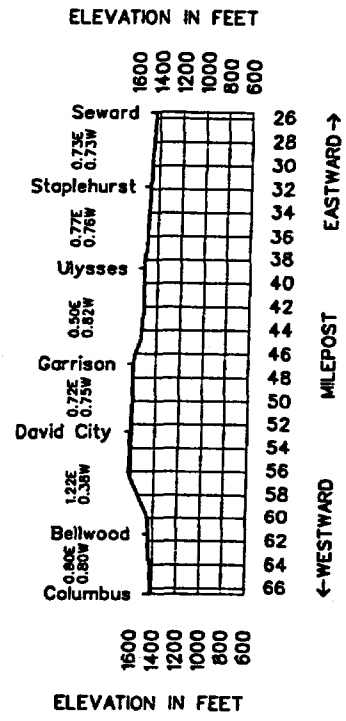 ELEVATION IN FEET
1600 1400 1200 1000 800 600
Seward
26
0.73E
0.73W
28
30
Staplehurst
32
0.77E
0.76W
34
36
38
Ulysses
40
0.50E
0.82W
42
44
46
Garrison
48
0.72E
0.75W
50
52
David City
54
56
1.22E
0.38W
58
60
Bellwood
62
0.80E
0.80W
64
Columbus
66
EASTWARD →
MILEPOST
← WESTWARD
1600 1400 1200 1000 800 600
ELEVATION IN FEET